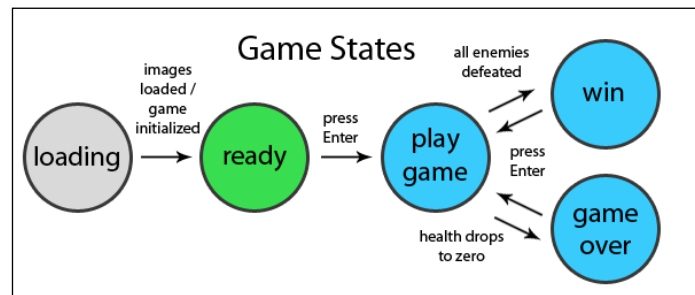 Game States
images
loaded /
game
initialized
loading
ready
press
Enter
play
game
all enemies
defeated
win
press
Enter
health drops
to zero
game
over